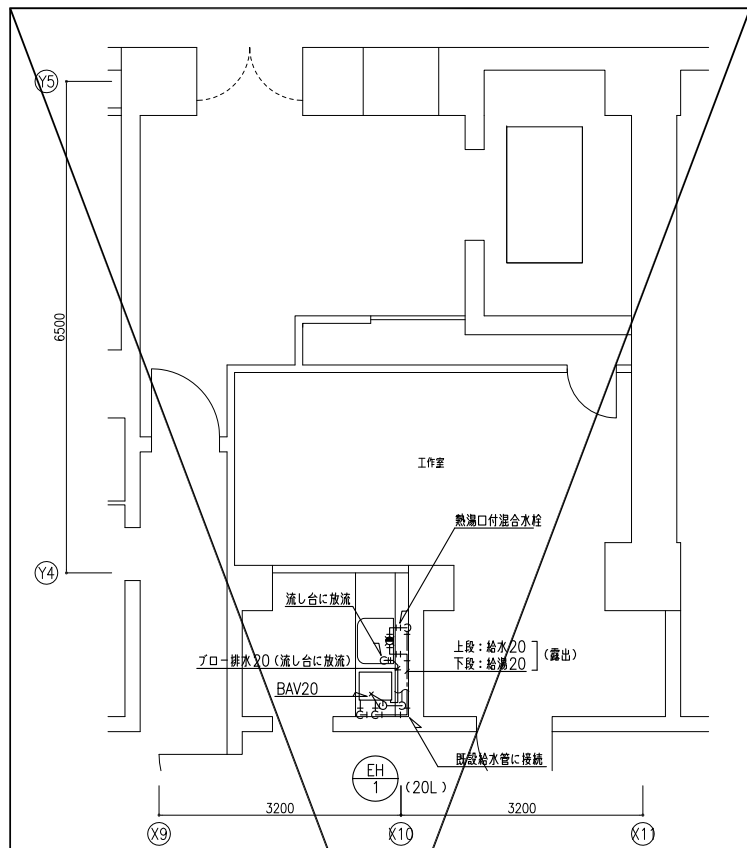 Y5
6500
工作室
熱湯口付混合水栓
Y4
流し台に放流
上段：給水20
下段：給湯20
(露出)
ブロー排水20(流し台に放流)
BAV20
既設給水管に接続
EH
1
(20L)
3200
3200
X9
X10
X11